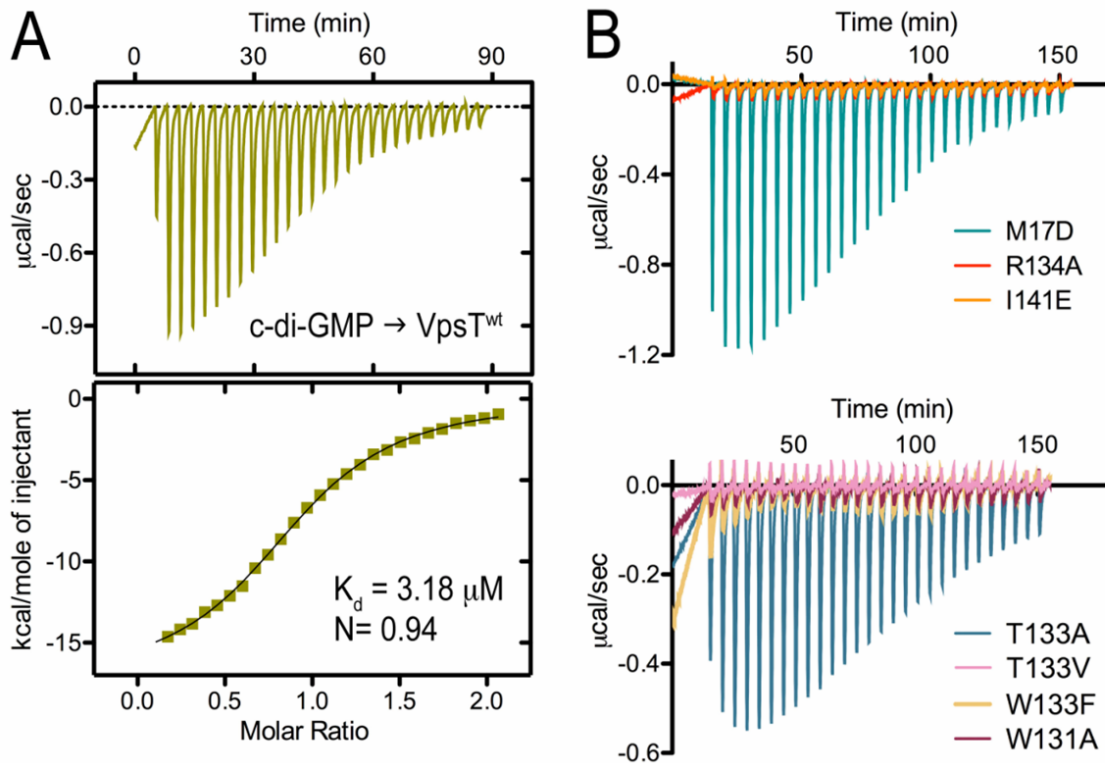 A
Time (min)
0 30 60 90
0.0
-0.3
-0.6
-0.9
µcal/sec
c-di-GMP → VpsTwt
0
-5
-10
-15
kcal/mole of injectant
Kd = 3.18 µM
N= 0.94
0.0 0.5 1.0 1.5 2.0
Molar Ratio
B
Time (min)
50 100 150
0.0
-0.4
-0.8
-1.2
µcal/sec
M17D
R134A
I141E
Time (min)
50 100 150
0.0
-0.2
-0.4
-0.6
µcal/sec
T133A
T133V
W133F
W131A